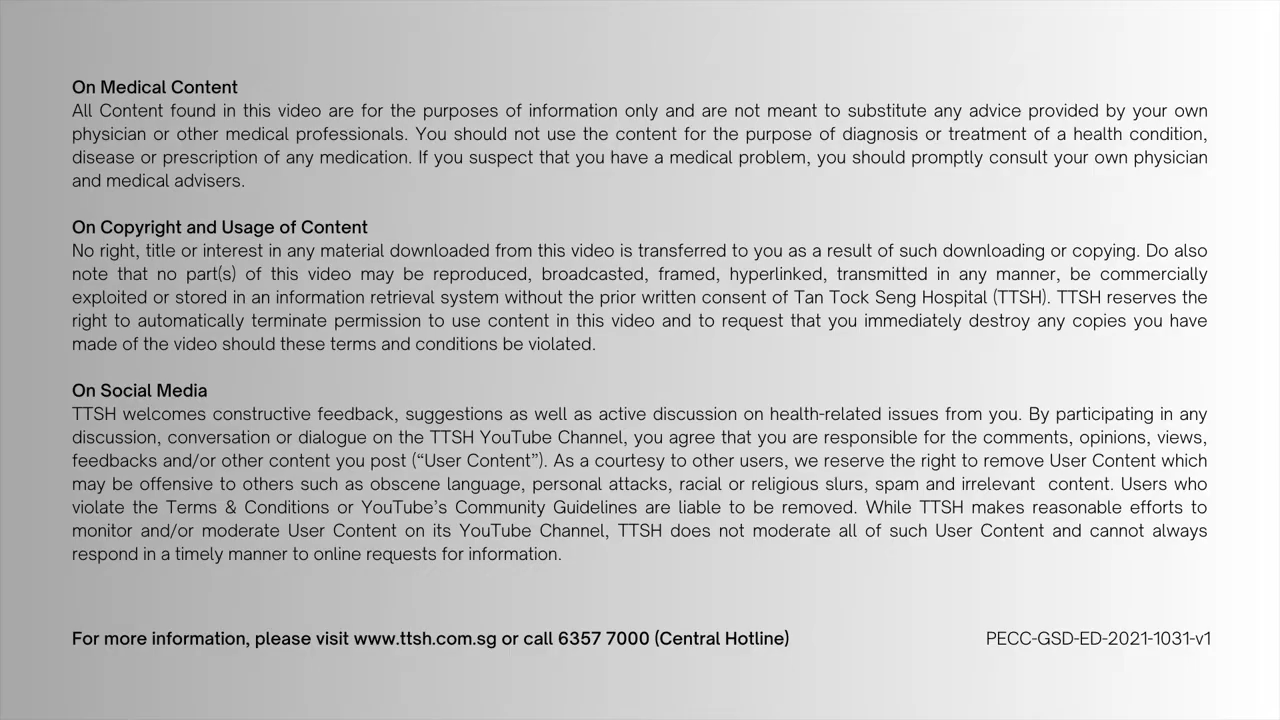 On Medical Content
All Content found in this video are for the purposes of information only and are not meant to substitute any advice provided by your own
physician or other medical professionals. You should not use the content for the purpose of diagnosis or treatment of a health condition,
disease or prescription of any medication. If you suspect that you have a medical problem, you should promptly consult your own physician
and medical advisers.
On Copyright and Usage of Content
No right, title or interest in any material downloaded from this video is transferred to you as a result of such downloading or copying. Do also
note that no part(s) of this video may be reproduced, broadcasted, framed, hyperlinked, transmitted in any manner, be commercially
exploited or stored in an information retrieval system without the prior written consent of Tan Tock Seng Hospital (TTSH). TTSH reserves the
right to automatically terminate permission to use content in this video and to request that you immediately destroy any copies you have
made of the video should these terms and conditions be violated.
On Social Media
TTSH welcomes constructive feedback, suggestions as well as active discussion on health-related issues from you. By participating in any
discussion, conversation or dialogue on the TTSH YouTube Channel, you agree that you are responsible for the comments, opinions, views,
feedbacks and/or other content you post (“User Content”). As a courtesy to other users, we reserve the right to remove User Content which
may be offensive to others such as obscene language, personal attacks, racial or religious slurs, spam and irrelevant content. Users who
violate the Terms & Conditions or YouTube’s Community Guidelines are liable to be removed. While TTSH makes reasonable efforts to
monitor and/or moderate User Content on its YouTube Channel, TTSH does not moderate all of such User Content and cannot always
respond in a timely manner to online requests for information.
For more information, please visit www.ttsh.com.sg or call 6357 7000 (Central Hotline)
PECC-GSD-ED-2021-1031-v1